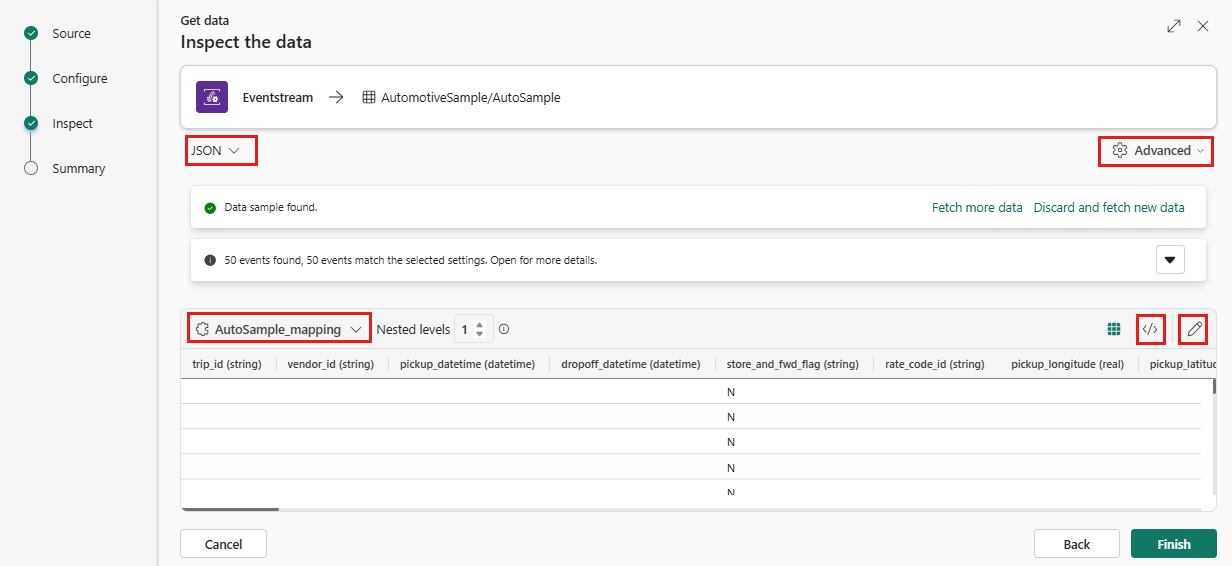 Source
Configure
Inspect
Summary
Get data
Inspect the data
Eventstream AutomotiveSample/AutoSample
JSON Advanced
Data sample found. Fetch more data Discard and fetch new data
50 events found, 50 events match the selected settings. Open for more details.
AutoSample_mapping Nested levels 1 </>
trip_id (string) vendor_id (string) pickup_datetime (datetime) dropoff_datetime (datetime) store_and_fwd_flag (string) rate_code_id (string) pickup_longitude (real) pickup_latitud
N
N
N
N
N
Cancel Back Finish